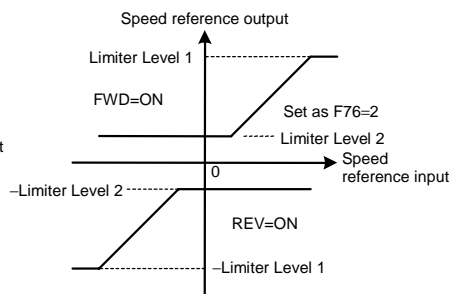 Speed reference output
Limiter Level 1
FWD=ON
Set as F76=2
Limiter Level 2
t
Speed
reference input
0
–Limiter Level 2
REV=ON
–Limiter Level 1